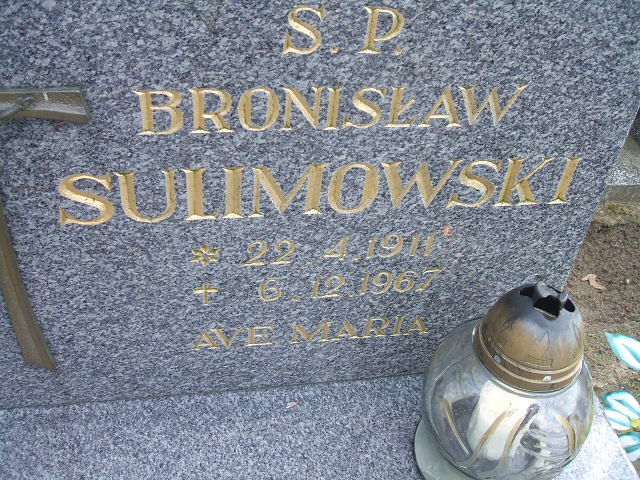 S. P.
BRONISŁAW
SULIMOWSKI
* 22.4.1911
✝ 6.12.1967
AVE MARIA